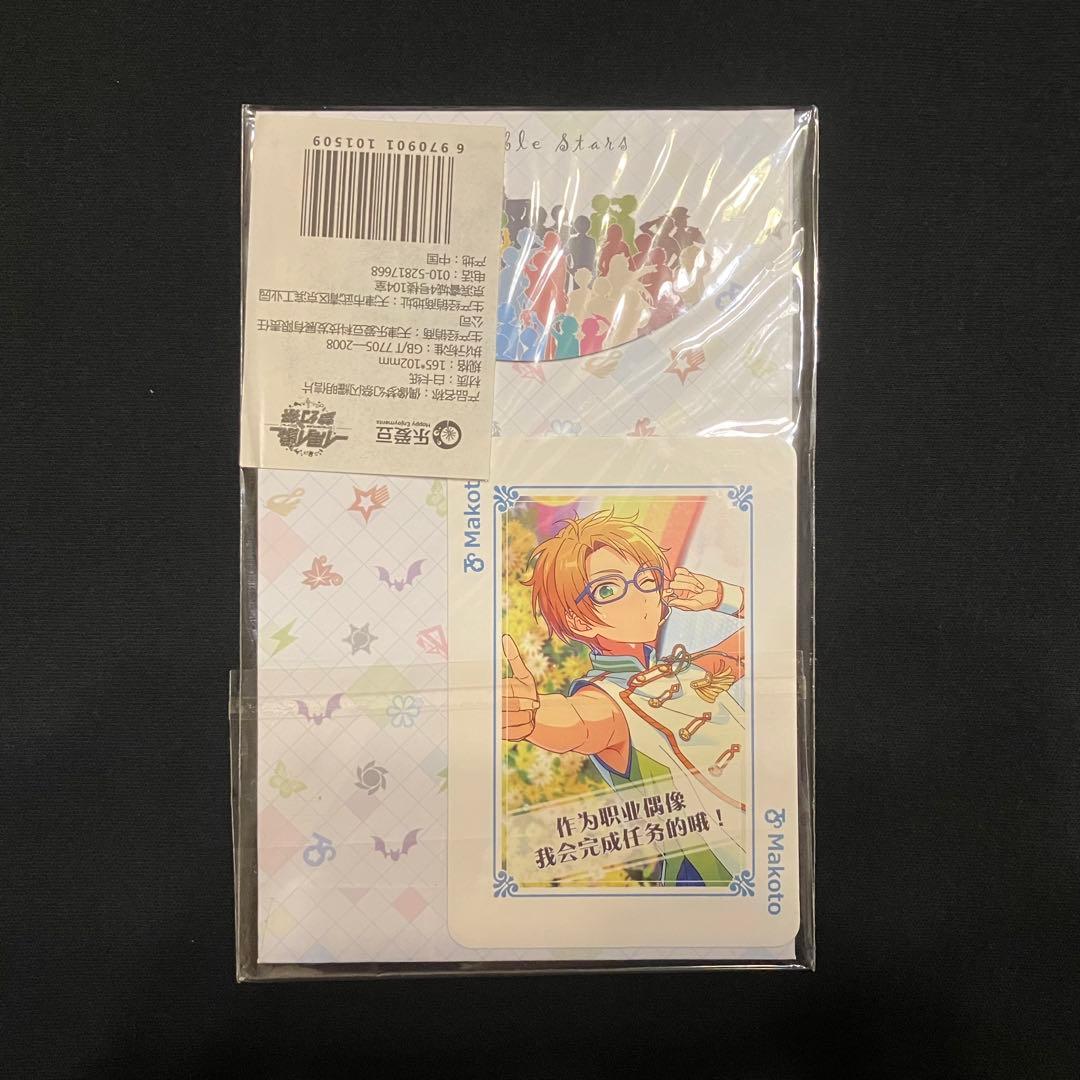 ble Stars
乐爱豆
Happy Enjoyments
偶像
梦幻祭
产品名称：偶像梦幻祭闪耀明信片
材质：白卡纸
规格：165*102mm
执行标准：GB/T7705—2008
生产经销商：天津乐爱豆科技发展有限责任
公司
生产经销商地址：天津市武清区京滨工业园
京滨睿城4号楼104室
电话：010-52817668
产地：中国
6 970901 101509
Makoto
作为职业偶像
我会完成任务的哦！
Makoto